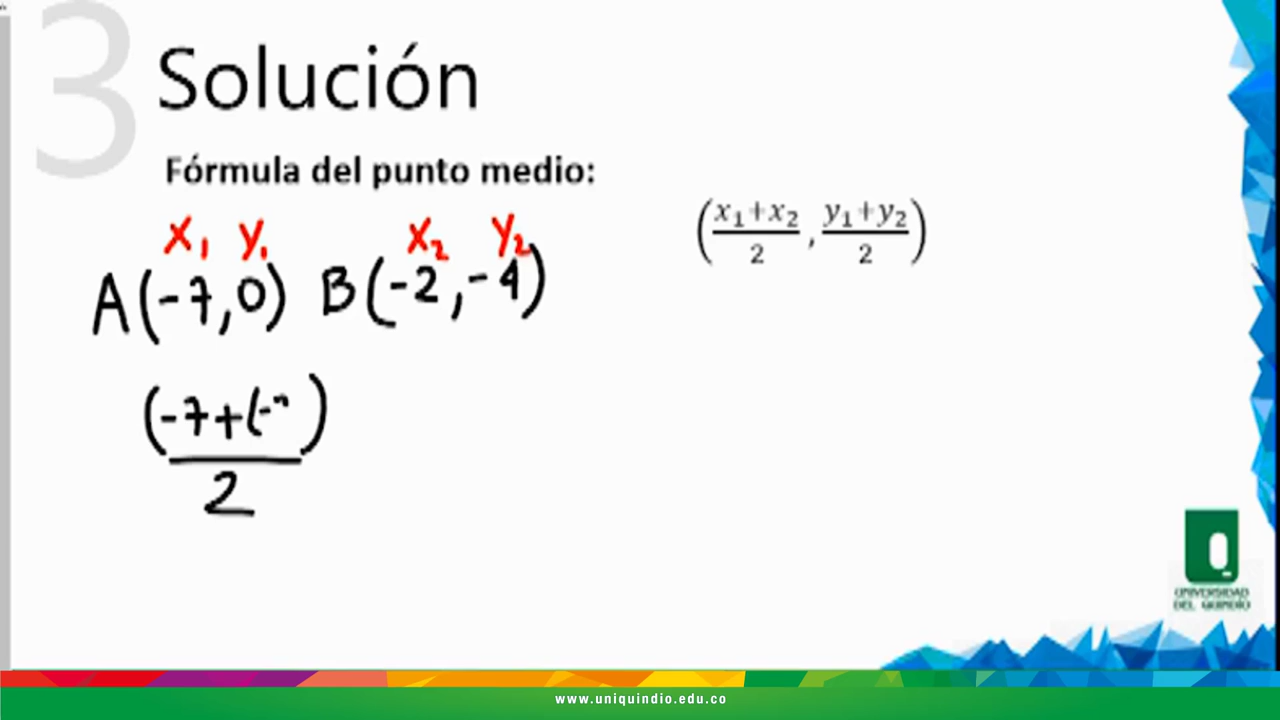 3 Solución
Fórmula del punto medio:
(x₁+x₂/2, y₁+y₂/2)
x₁ y₁ x₂ y₂
A(-7,0) B(-2,-4)
(-7+(-
)
2
UNIVERSIDAD
DEL QUINDÍO
www.uniquindio.edu.co